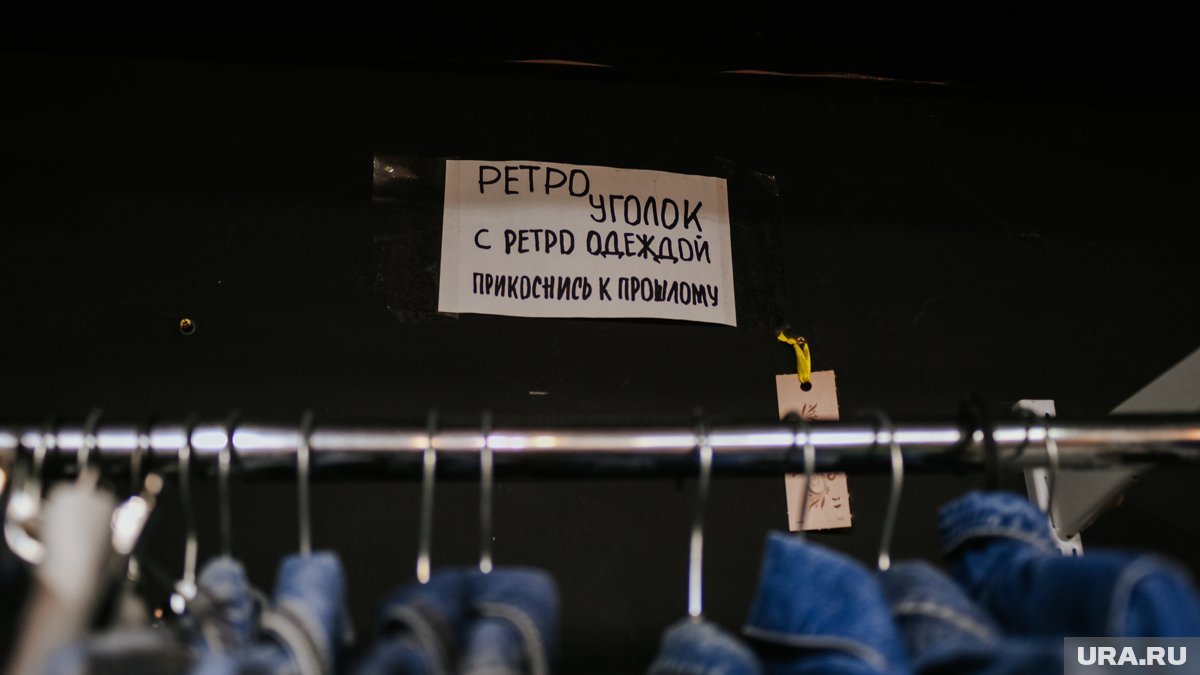 РЕТРО
УГОЛОК
С РЕТРО ОДЕЖДОЙ
ПРИКОСНИСЬ К ПРОШЛОМУ
URA.RU